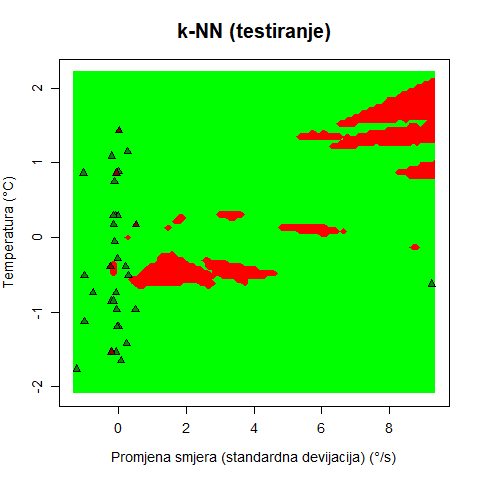 k-NN (testiranje)
2
1
0
-1
-2
Temperatura (°C)
0 2 4 6 8
Promjena smjera (standardna devijacija) (°/s)